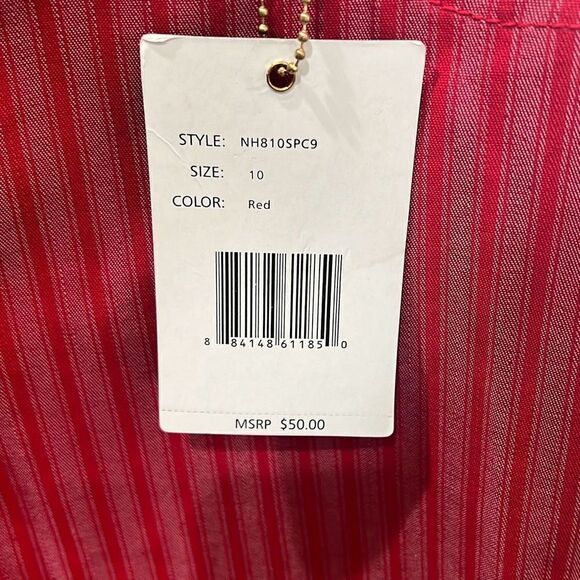 STYLE: NH810SPC9
SIZE: 10
COLOR: Red
8 84148 61185 0
MSRP $50.00